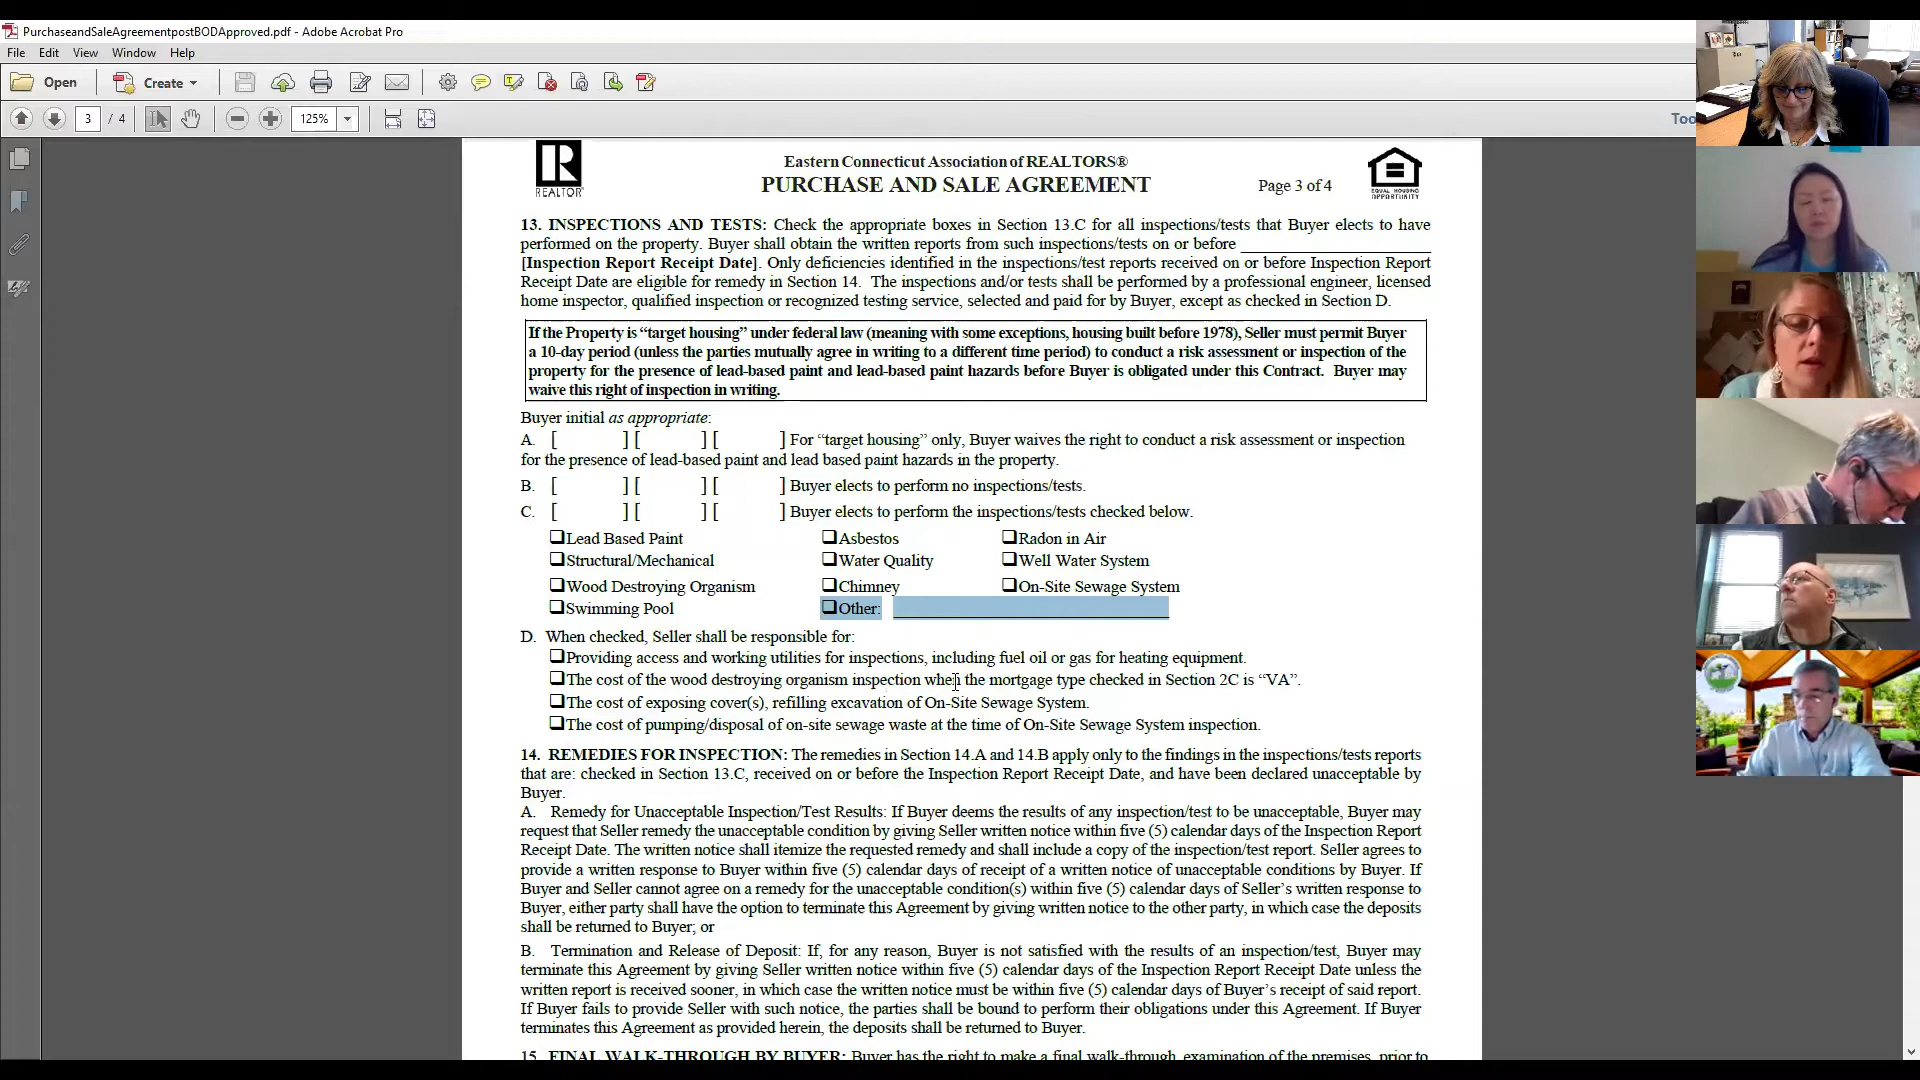 PurchaseandSaleAgreementpostBODApproved.pdf - Adobe Acrobat Pro
File Edit View Window Help
Open Create
3 / 4 125% Too
REALTOR
Eastern Connecticut Association of REALTORS®
PURCHASE AND SALE AGREEMENT
Page 3 of 4
EQUAL HOUSING
OPPORTUNITY
13. INSPECTIONS AND TESTS: Check the appropriate boxes in Section 13.C for all inspections/tests that Buyer elects to have
performed on the property. Buyer shall obtain the written reports from such inspections/tests on or before
[Inspection Report Receipt Date]. Only deficiencies identified in the inspections/test reports received on or before Inspection Report
Receipt Date are eligible for remedy in Section 14. The inspections and/or tests shall be performed by a professional engineer, licensed
home inspector, qualified inspection or recognized testing service, selected and paid for by Buyer, except as checked in Section D.
If the Property is “target housing” under federal law (meaning with some exceptions, housing built before 1978), Seller must permit Buyer
a 10-day period (unless the parties mutually agree in writing to a different time period) to conduct a risk assessment or inspection of the
property for the presence of lead-based paint and lead-based paint hazards before Buyer is obligated under this Contract. Buyer may
waive this right of inspection in writing.
Buyer initial as appropriate:
A. [ ] [ ] [ ] For “target housing” only, Buyer waives the right to conduct a risk assessment or inspection
for the presence of lead-based paint and lead based paint hazards in the property.
B. [ ] [ ] [ ] Buyer elects to perform no inspections/tests.
C. [ ] [ ] [ ] Buyer elects to perform the inspections/tests checked below.
❑Lead Based Paint ❑Asbestos ❑Radon in Air
❑Structural/Mechanical ❑Water Quality ❑Well Water System
❑Wood Destroying Organism ❑Chimney ❑On-Site Sewage System
❑Swimming Pool ❑Other:
D. When checked, Seller shall be responsible for:
❑Providing access and working utilities for inspections, including fuel oil or gas for heating equipment.
❑The cost of the wood destroying organism inspection when the mortgage type checked in Section 2C is “VA”.
❑The cost of exposing cover(s), refilling excavation of On-Site Sewage System.
❑The cost of pumping/disposal of on-site sewage waste at the time of On-Site Sewage System inspection.
14. REMEDIES FOR INSPECTION: The remedies in Section 14.A and 14.B apply only to the findings in the inspections/tests reports
that are: checked in Section 13.C, received on or before the Inspection Report Receipt Date, and have been declared unacceptable by
Buyer.
A. Remedy for Unacceptable Inspection/Test Results: If Buyer deems the results of any inspection/test to be unacceptable, Buyer may
request that Seller remedy the unacceptable condition by giving Seller written notice within five (5) calendar days of the Inspection Report
Receipt Date. The written notice shall itemize the requested remedy and shall include a copy of the inspection/test report. Seller agrees to
provide a written response to Buyer within five (5) calendar days of receipt of a written notice of unacceptable conditions by Buyer. If
Buyer and Seller cannot agree on a remedy for the unacceptable condition(s) within five (5) calendar days of Seller’s written response to
Buyer, either party shall have the option to terminate this Agreement by giving written notice to the other party, in which case the deposits
shall be returned to Buyer; or
B. Termination and Release of Deposit: If, for any reason, Buyer is not satisfied with the results of an inspection/test, Buyer may
terminate this Agreement by giving Seller written notice within five (5) calendar days of the Inspection Report Receipt Date unless the
written report is received sooner, in which case the written notice must be within five (5) calendar days of Buyer’s receipt of said report.
If Buyer fails to provide Seller with such notice, the parties shall be bound to perform their obligations under this Agreement. If Buyer
terminates this Agreement as provided herein, the deposits shall be returned to Buyer.
15. FINAL WALK-THROUGH BY BUYER: Buyer has the right to make a final walk-through, examination of the premises, prior to